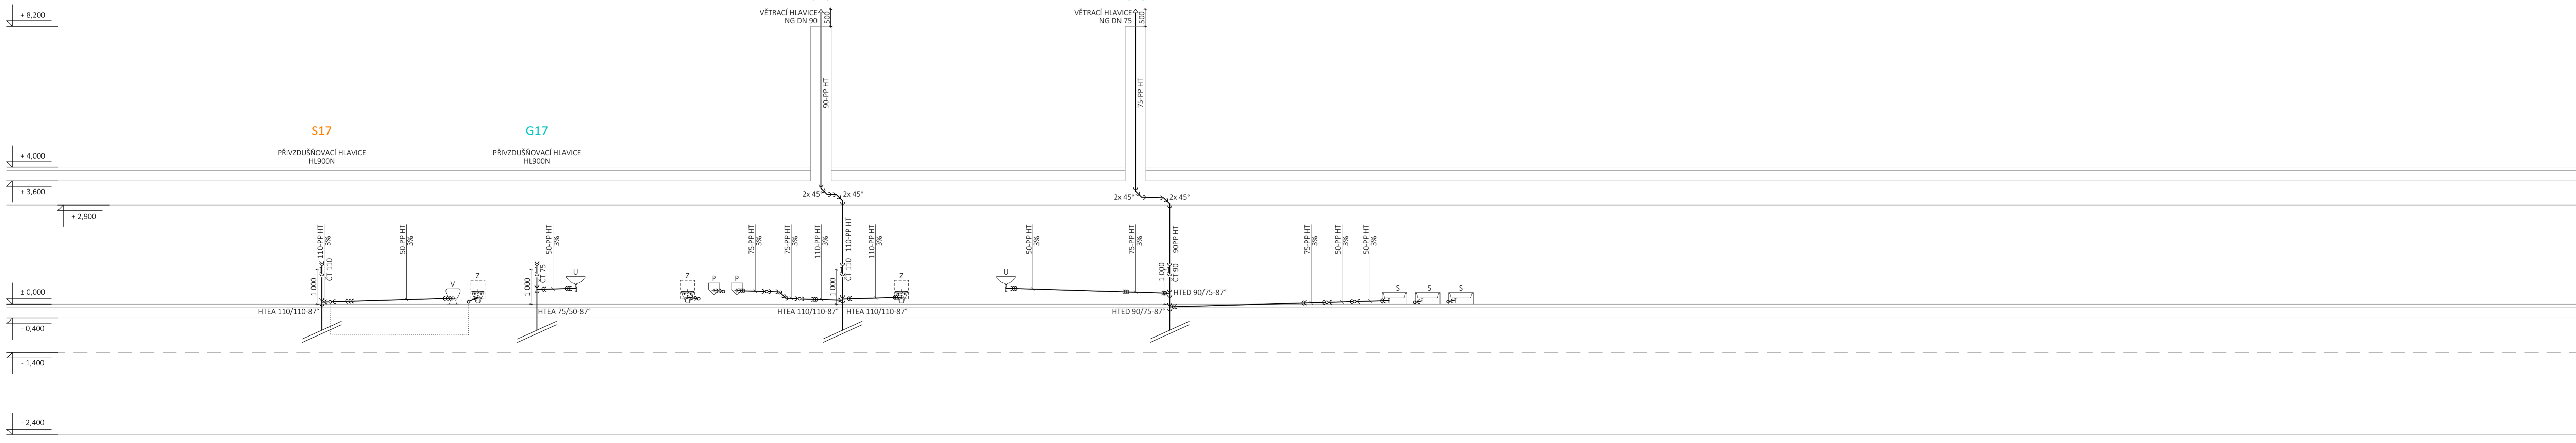 + 8,200
VĚTRACÍ HLAVICE
NG DN 90
500
VĚTRACÍ HLAVICE
NG DN 75
500
90-PP HT
75-PP HT
S17
G17
PŘIVZDUŠŇOVACÍ HLAVICE
HL900N
PŘIVZDUŠŇOVACÍ HLAVICE
HL900N
+ 4,000
+ 3,600
2x 45°
2x 45°
2x 45°
2x 45°
+ 2,900
110-PP HT
3%
50-PP HT
3%
50-PP HT
3%
75-PP HT
3%
75-PP HT
3%
110-PP HT
3%
110-PP HT
110-PP HT
3%
50-PP HT
3%
75-PP HT
3%
90PP HT
75-PP HT
3%
50-PP HT
3%
50-PP HT
3%
1 000
ČT 110
V
Z
1 000
ČT 75
U
Z
P
P
1 000
ČT 110
Z
U
1 000
ČT 90
S
S
S
± 0,000
HTED 90/75-87°
HTEA 110/110-87°
HTEA 75/50-87°
HTEA 110/110-87°
HTEA 110/110-87°
HTED 90/75-87°
- 0,400
- 1,400
- 2,400